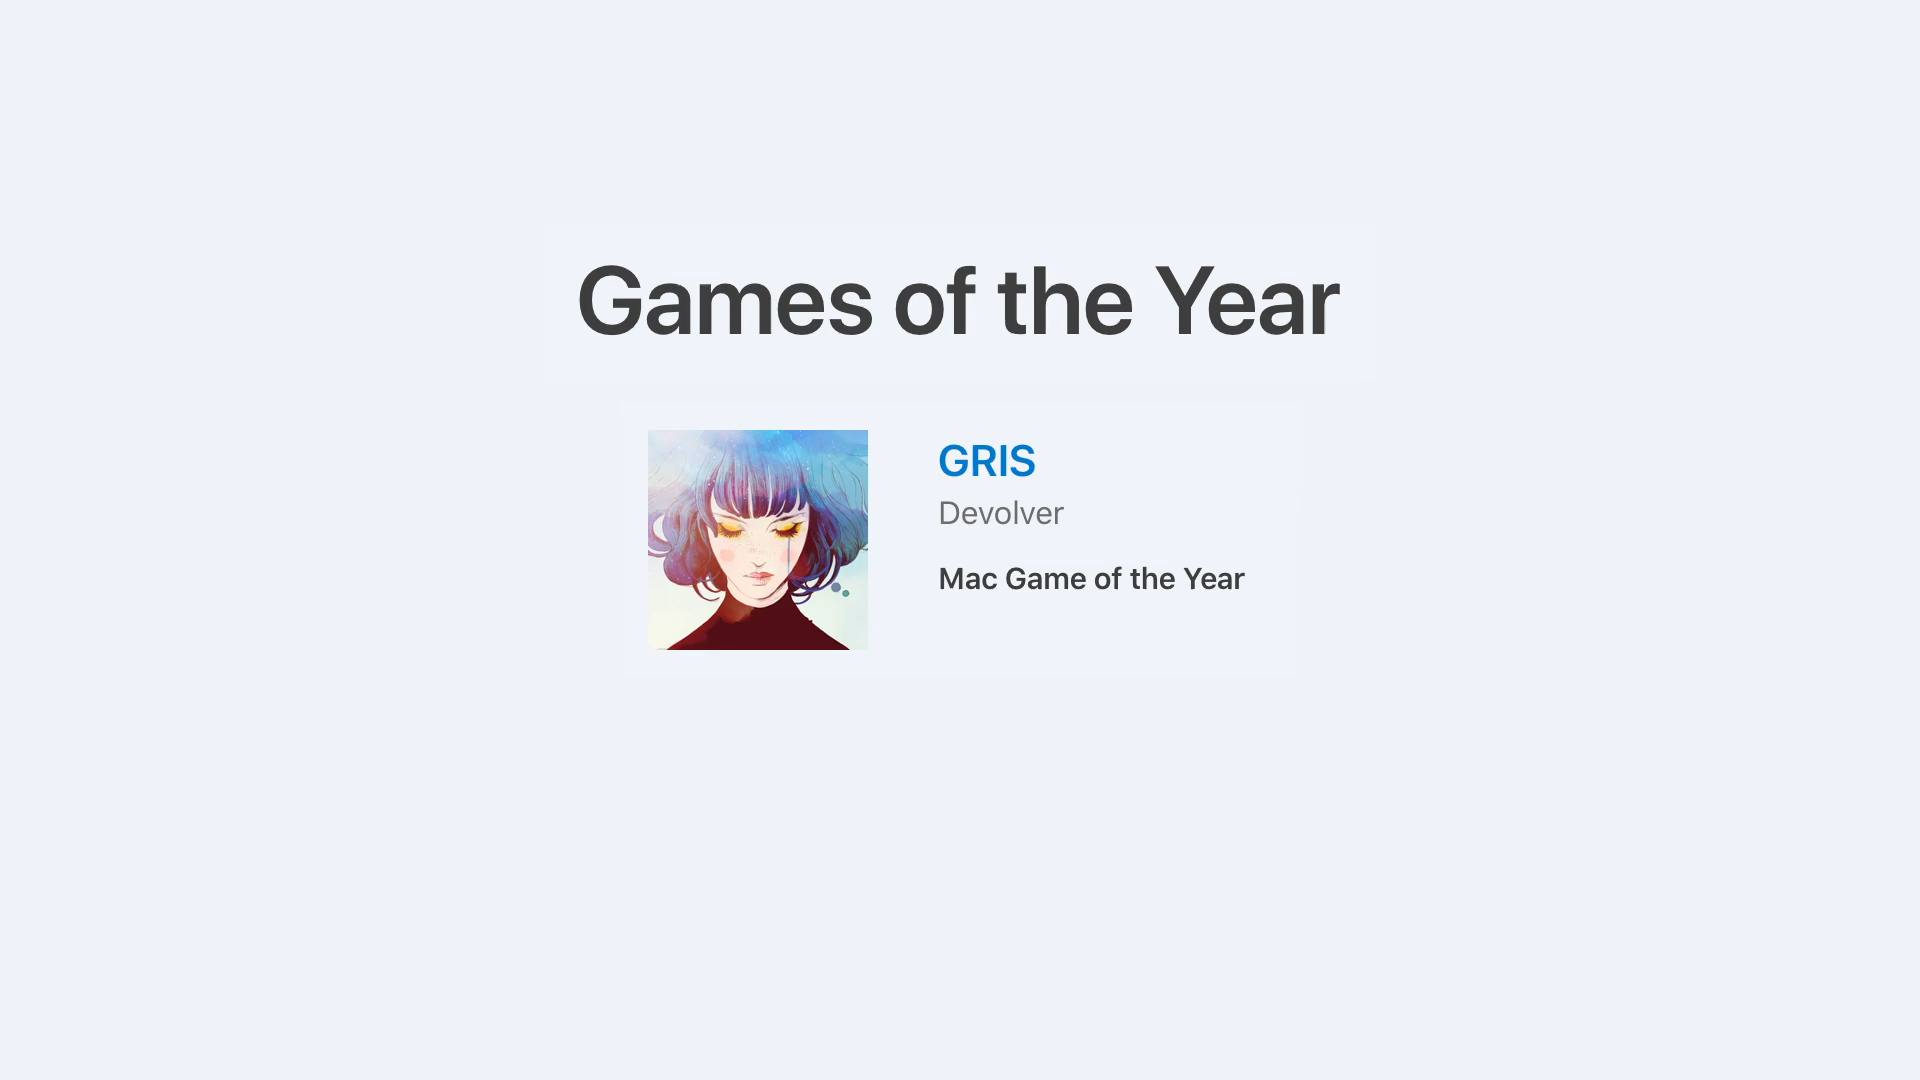 Games of the Year
GRIS
Devolver
Mac Game of the Year